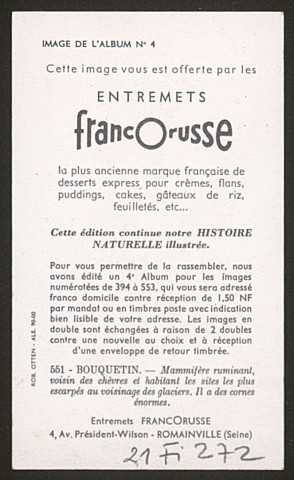 IMAGE DE L'ALBUM N° 4
Cette image vous est offerte par les
ENTREMETS
francOrusse
la plus ancienne marque française de
desserts express pour crèmes, flans,
puddings, cakes, gâteaux de riz,
feuilletés, etc...
Cette édition continue notre HISTOIRE
NATURELLE illustrée.
Pour vous permettre de la rassembler, nous
avons édité un 4e Album pour les images
numérotées de 394 à 553, qui vous sera adressé
franco domicile contre réception de 1,50 NF
par mandat ou en timbres poste avec indication
bien lisible de votre adresse. Les images en
double sont échangées à raison de 2 doubles
contre une nouvelle au choix et à réception
d'une enveloppe de retour timbrée.
551 - BOUQUETIN. — Mammifère ruminant,
voisin des chèvres et habitant les sites les plus
escarpés au voisinage des glaciers. Il a des cornes
énormes.
Entremets FRANCORUSSE
4, Av. Président-Wilson - ROMAINVILLE (Seine)
21 Fi 272
ROB. OTTEN - ALE. 90-00